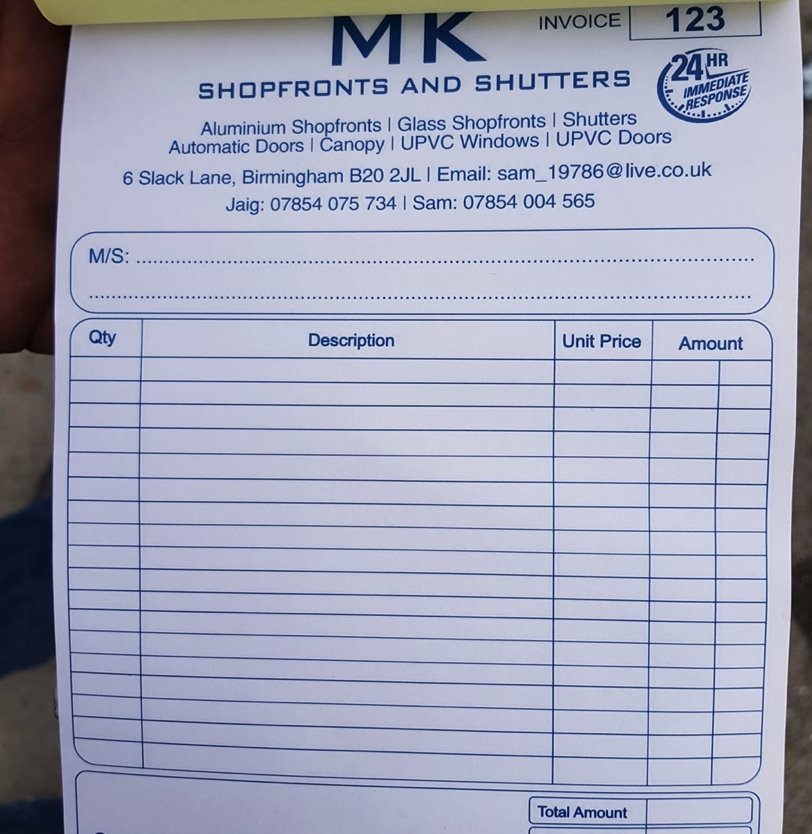 MK
INVOICE 123
24 HR
IMMEDIATE
RESPONSE
SHOPFRONTS AND SHUTTERS
Aluminium Shopfronts | Glass Shopfronts | Shutters
Automatic Doors | Canopy | UPVC Windows | UPVC Doors
6 Slack Lane, Birmingham B20 2JL | Email: sam_19786@live.co.uk
Jaig: 07854 075 734 | Sam: 07854 004 565
M/S:
Qty Description Unit Price Amount
Total Amount